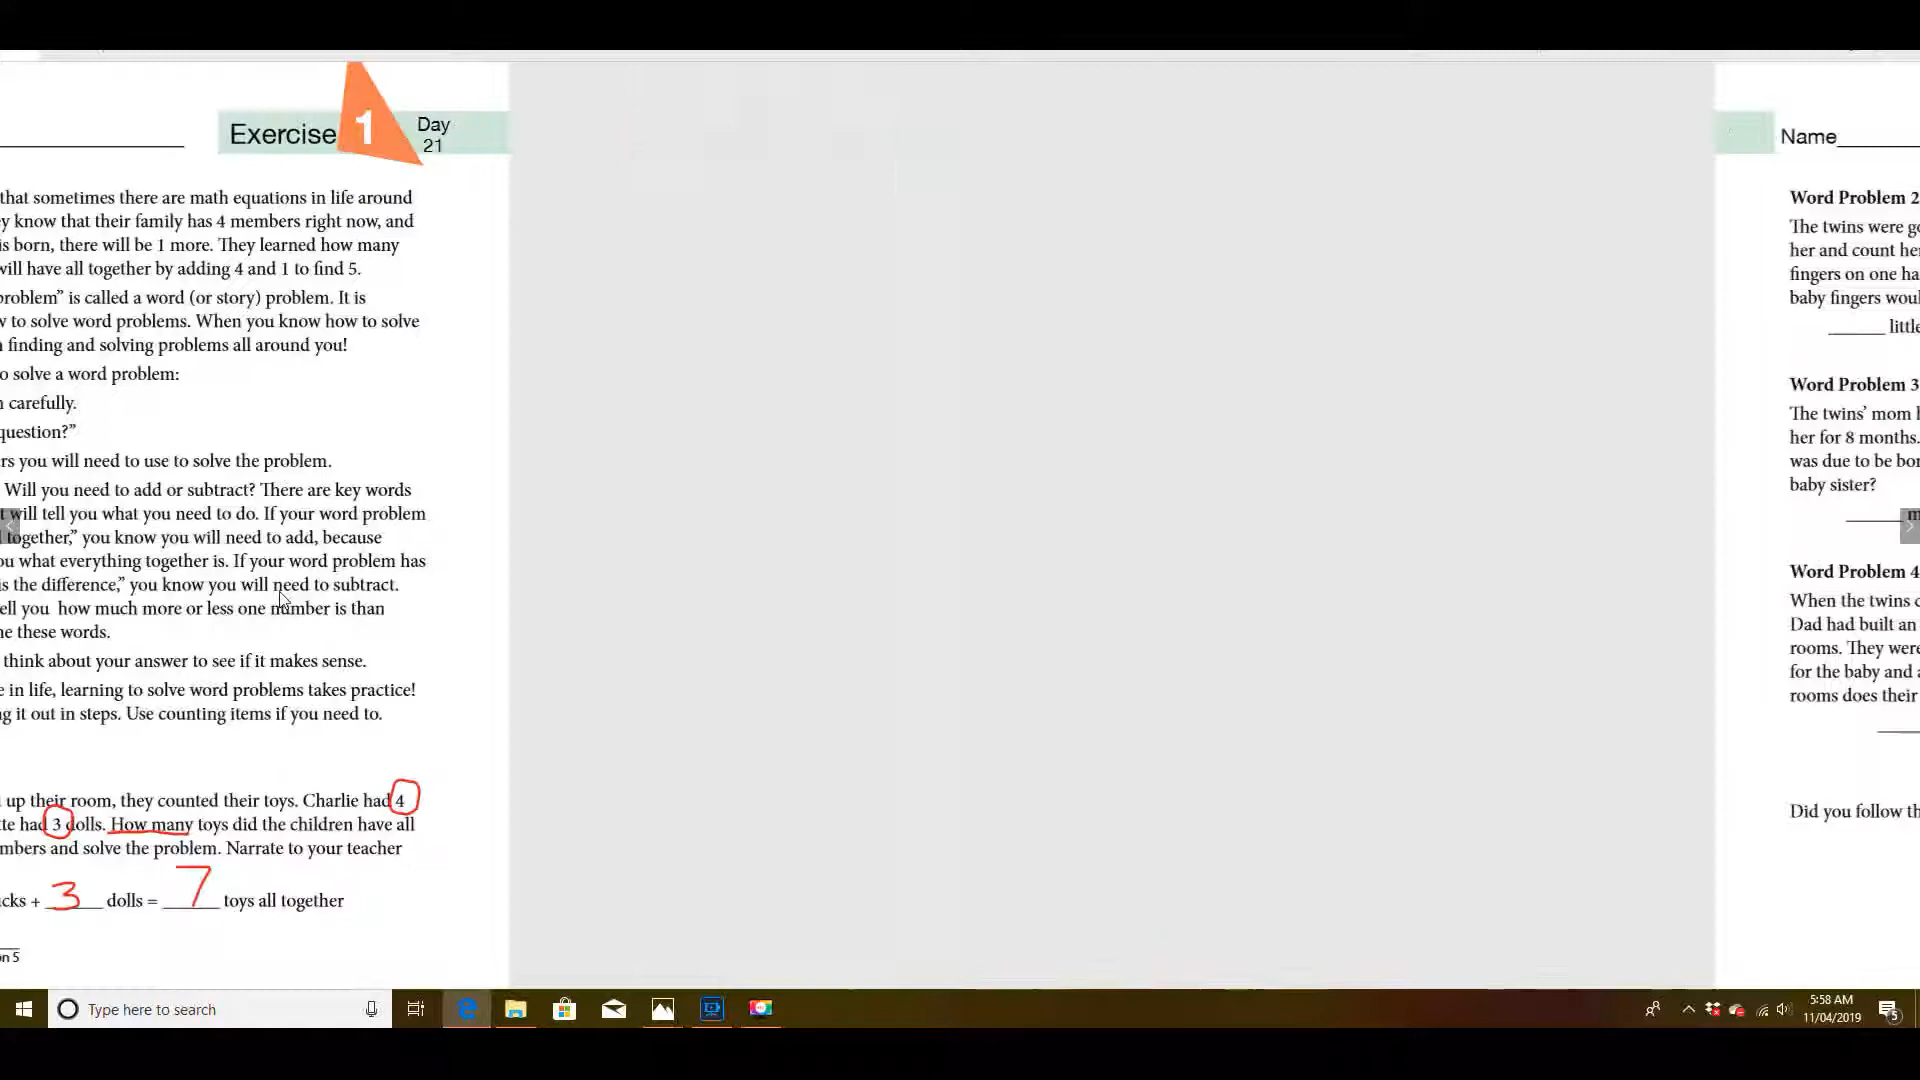 Exercise 1 Day 21
that sometimes there are math equations in life around
y know that their family has 4 members right now, and
is born, there will be 1 more. They learned how many
will have all together by adding 4 and 1 to find 5.
problem” is called a word (or story) problem. It is
w to solve word problems. When you know how to solve
n finding and solving problems all around you!
o solve a word problem:
n carefully.
question?”
rs you will need to use to solve the problem.
Will you need to add or subtract? There are key words
t will tell you what you need to do. If your word problem
l together,” you know you will need to add, because
ou what everything together is. If your word problem has
is the difference,” you know you will need to subtract.
ell you how much more or less one number is than
ne these words.
think about your answer to see if it makes sense.
e in life, learning to solve word problems takes practice!
ng it out in steps. Use counting items if you need to.
up their room, they counted their toys. Charlie had 4
tte had 3 dolls. How many toys did the children have all
mbers and solve the problem. Narrate to your teacher
cks + 3 dolls = 7 toys all together
on 5
Name
Word Problem 2
The twins were go
her and count her
fingers on one ha
baby fingers woul
little
Word Problem 3
The twins’ mom h
her for 8 months.
was due to be bor
baby sister?
m
Word Problem 4
When the twins c
Dad had built an
rooms. They were
for the baby and a
rooms does their
Did you follow th
Type here to search
5:58 AM
11/04/2019
5